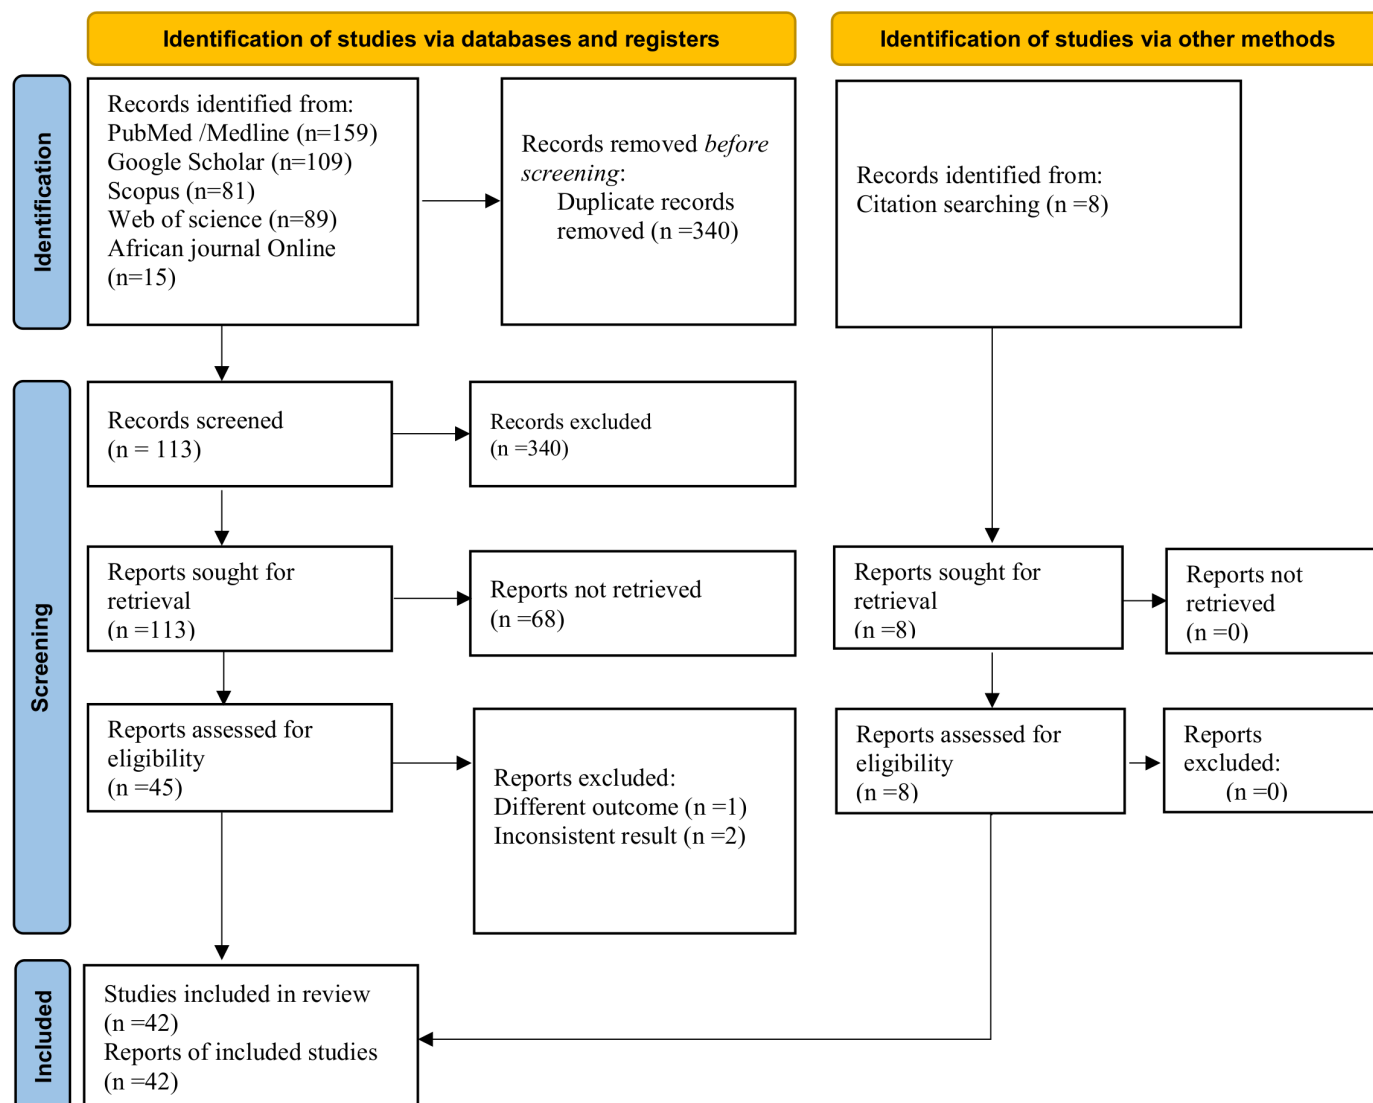 Identification of studies via databases and registers
Identification of studies via other methods
Identification
Records identified from:
PubMed /Medline (n=159)
Google Scholar (n=109)
Scopus (n=81)
Web of science (n=89)
African journal Online
(n=15)
Records removed before
screening:
Duplicate records
removed (n =340)
Records identified from:
Citation searching (n =8)
Screening
Records screened
(n = 113)
Records excluded
(n =340)
Reports sought for
retrieval
(n =113)
Reports not retrieved
(n =68)
Reports sought for
retrieval
(n =8)
Reports not
retrieved
(n =0)
Reports assessed for
eligibility
(n =45)
Reports excluded:
Different outcome (n =1)
Inconsistent result (n =2)
Reports assessed for
eligibility
(n =8)
Reports
excluded:
(n =0)
Included
Studies included in review
(n =42)
Reports of included studies
(n =42)